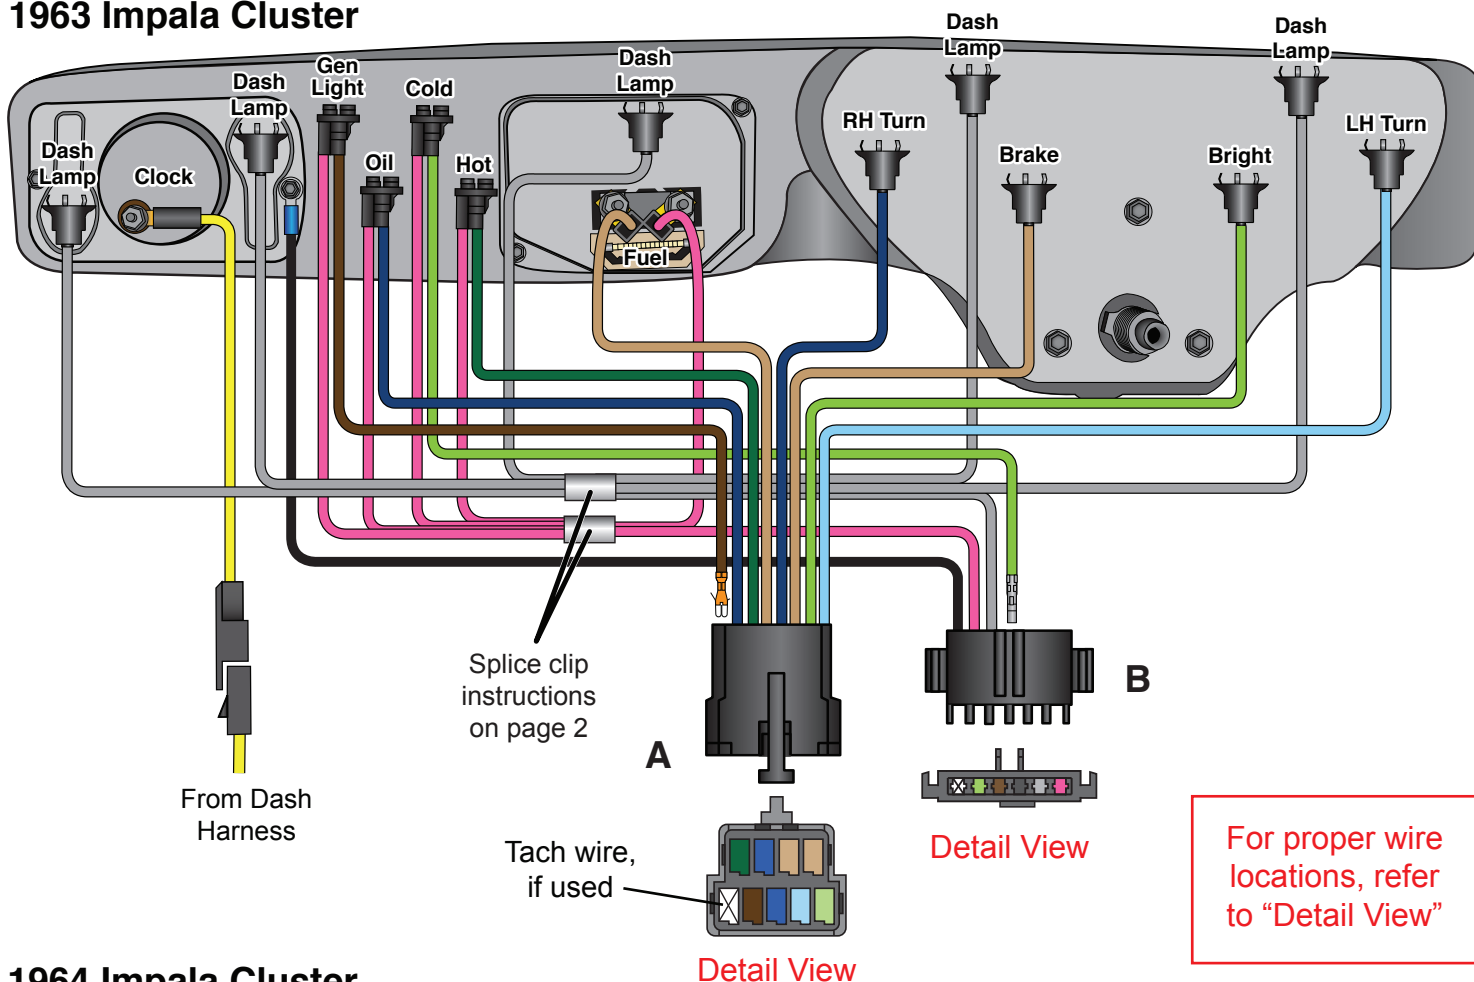 1963 Impala Cluster
Dash
Lamp
Dash
Lamp
Dash
Lamp
Gen
Light
Cold
Dash
Lamp
RH Turn
LH Turn
Oil
Hot
Brake
Bright
Dash
Lamp
Clock
Fuel
Splice clip
instructions
on page 2
A
B
From Dash
Harness
Tach wire,
if used
Detail View
For proper wire
locations, refer
to “Detail View”
Detail View
1964 Impala Cluster